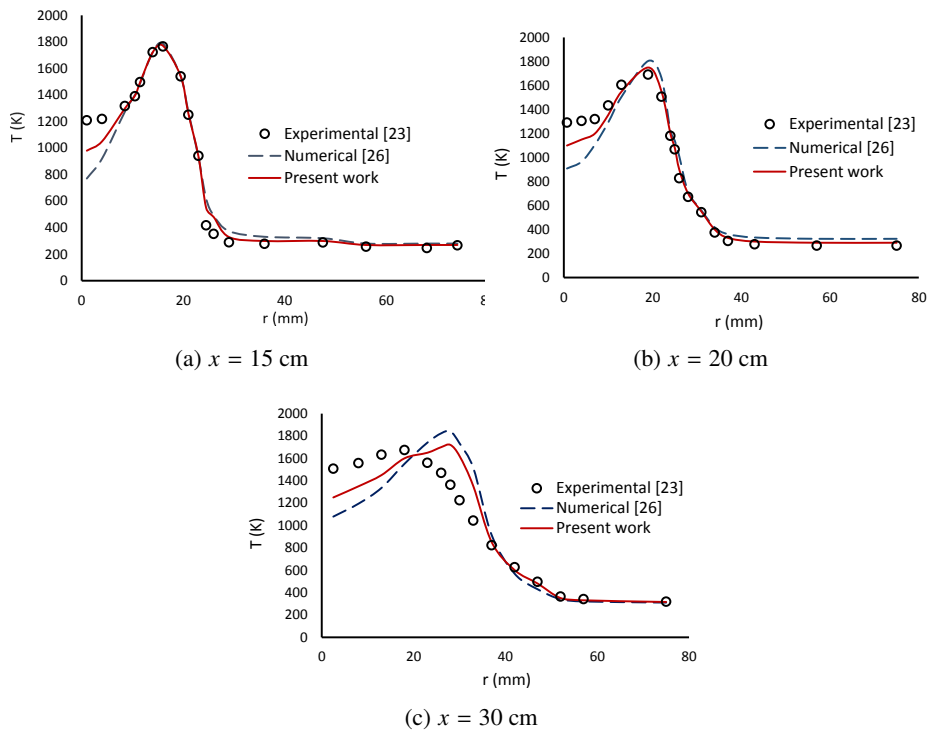 2000
1800
1600
1400
1200
1000
800
600
400
200
0
T (K)
0 20 40 60 8
r (mm)
Experimental [23]
Numerical [26]
Present work
(a) x = 15 cm
2000
1800
1600
1400
1200
1000
800
600
400
200
0
T (K)
0 20 40 60 80
r (mm)
Experimental [23]
Numerical [26]
Present work
(b) x = 20 cm
2000
1800
1600
1400
1200
1000
800
600
400
200
0
T (K)
0 20 40 60 80
r (mm)
Experimental [23]
Numerical [26]
Present work
(c) x = 30 cm